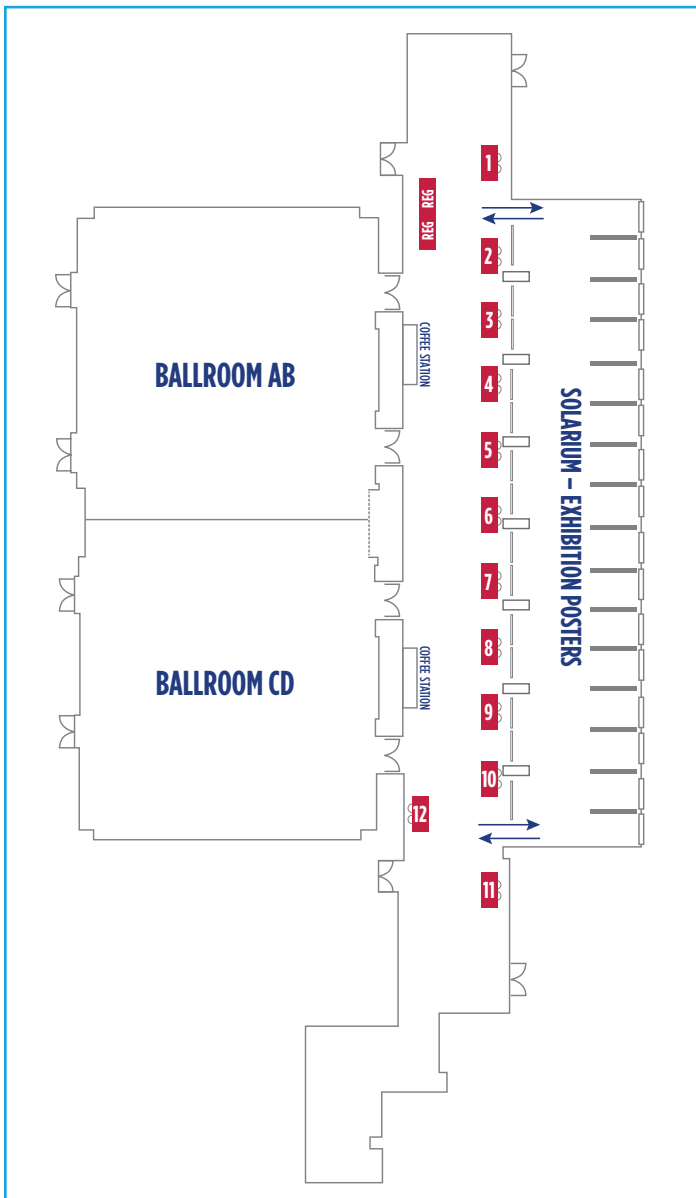 1
REG
REG
2
3
COFFEE STATION
BALLROOM AB
4
SOLARIUM – EXHIBITION POSTERS
5
6
7
8
COFFEE STATION
BALLROOM CD
9
10
12
11